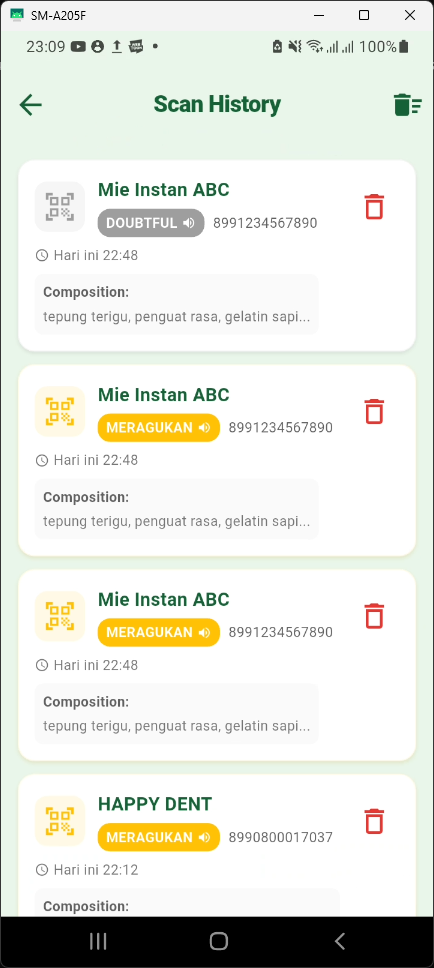 SM-A205F
23:09
100%
Scan History
Mie Instan ABC
DOUBTFUL 8991234567890
Hari ini 22:48
Composition:
tepung terigu, penguat rasa, gelatin sapi...
Mie Instan ABC
MERAGUKAN 8991234567890
Hari ini 22:48
Composition:
tepung terigu, penguat rasa, gelatin sapi...
Mie Instan ABC
MERAGUKAN 8991234567890
Hari ini 22:48
Composition:
tepung terigu, penguat rasa, gelatin sapi...
HAPPY DENT
MERAGUKAN 8990800017037
Hari ini 22:12
Composition: